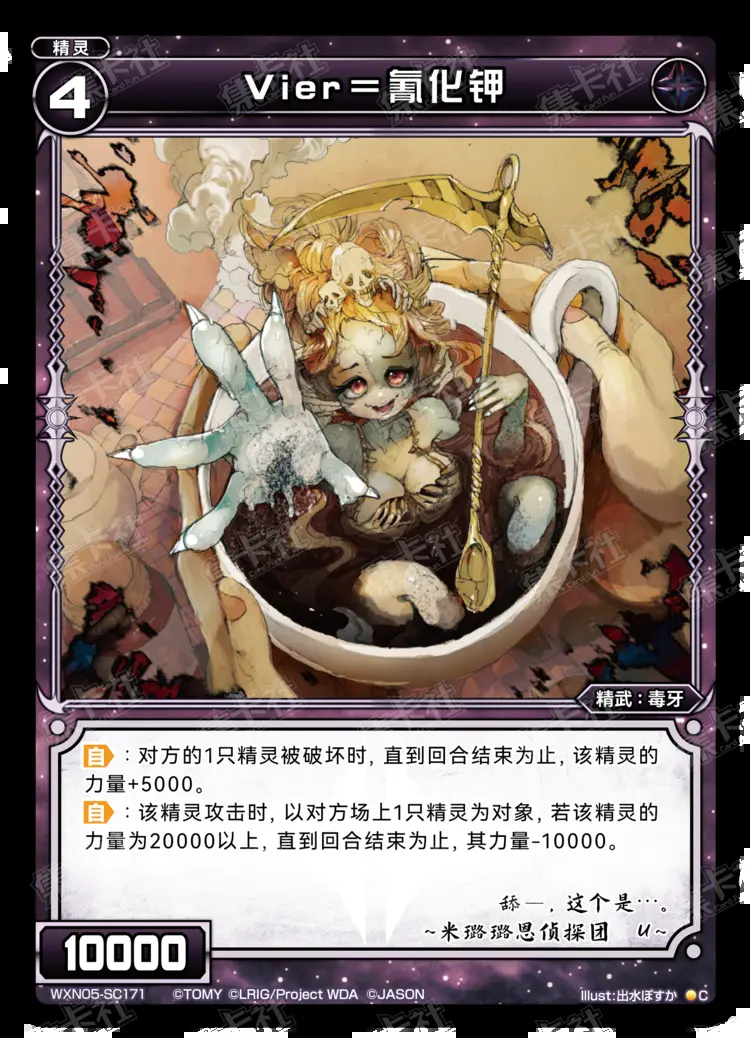 精灵
4
Vier＝氰化钾
精武：毒牙
自：对方的1只精灵被破坏时，直到回合结束为止，该精灵的
力量+5000。
自：该精灵攻击时，以对方场上1只精灵为对象，若该精灵的
力量为20000以上，直到回合结束为止，其力量-10000。
舔一，这个是…。
~米璐璐恩侦探团 U~
10000
WXN05-SC171 ©TOMY ©LRIG/Project WDA ©JASON
Illust:出水ぽすか C
集卡社